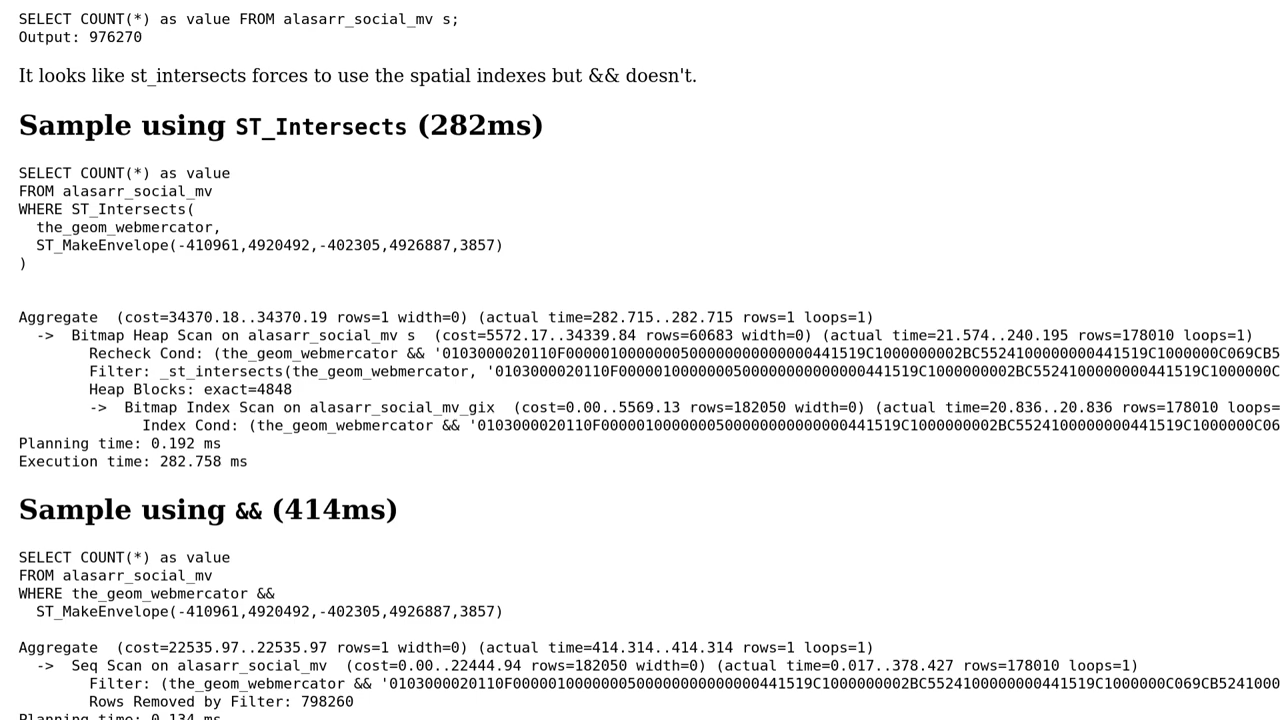 SELECT COUNT(*) as value FROM alasarr_social_mv s;
Output: 976270
It looks like st_intersects forces to use the spatial indexes but && doesn't.
Sample using ST_Intersects (282ms)
SELECT COUNT(*) as value
FROM alasarr_social_mv
WHERE ST_Intersects(
  the_geom_webmercator,
  ST_MakeEnvelope(-410961,4920492,-402305,4926887,3857)
)
Aggregate  (cost=34370.18..34370.19 rows=1 width=0) (actual time=282.715..282.715 rows=1 loops=1)
  ->  Bitmap Heap Scan on alasarr_social_mv s  (cost=5572.17..34339.84 rows=60683 width=0) (actual time=21.574..240.195 rows=178010 loops=1)
        Recheck Cond: (the_geom_webmercator && '0103000020110F00000100000005000000000000000441519C1000000002BC5524100000000441519C1000000C069CB5
        Filter: _st_intersects(the_geom_webmercator, '0103000020110F00000100000005000000000000000441519C1000000002BC5524100000000441519C1000000C
        Heap Blocks: exact=4848
        ->  Bitmap Index Scan on alasarr_social_mv_gix  (cost=0.00..5569.13 rows=182050 width=0) (actual time=20.836..20.836 rows=178010 loops=
              Index Cond: (the_geom_webmercator && '0103000020110F00000100000005000000000000000441519C1000000002BC5524100000000441519C1000000C06
Planning time: 0.192 ms
Execution time: 282.758 ms
Sample using && (414ms)
SELECT COUNT(*) as value
FROM alasarr_social_mv
WHERE the_geom_webmercator &&
  ST_MakeEnvelope(-410961,4920492,-402305,4926887,3857)
Aggregate  (cost=22535.97..22535.97 rows=1 width=0) (actual time=414.314..414.314 rows=1 loops=1)
  ->  Seq Scan on alasarr_social_mv  (cost=0.00..22444.94 rows=182050 width=0) (actual time=0.017..378.427 rows=178010 loops=1)
        Filter: (the_geom_webmercator && '0103000020110F00000100000005000000000000000441519C1000000002BC5524100000000441519C1000000C069CB5241000
        Rows Removed by Filter: 798260
Planning time: 0.134 ms